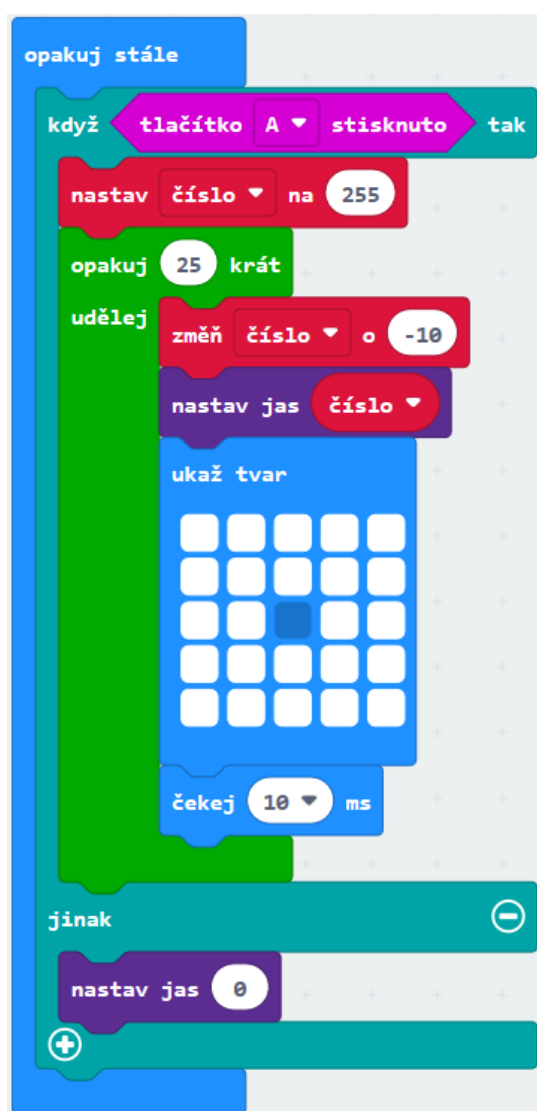 opakuj stále
když tlačítko A stisknuto tak
nastav číslo na 255
opakuj 25 krát
udělej
změň číslo o -10
nastav jas číslo
ukaž tvar
čekej 10 ms
jinak
nastav jas 0